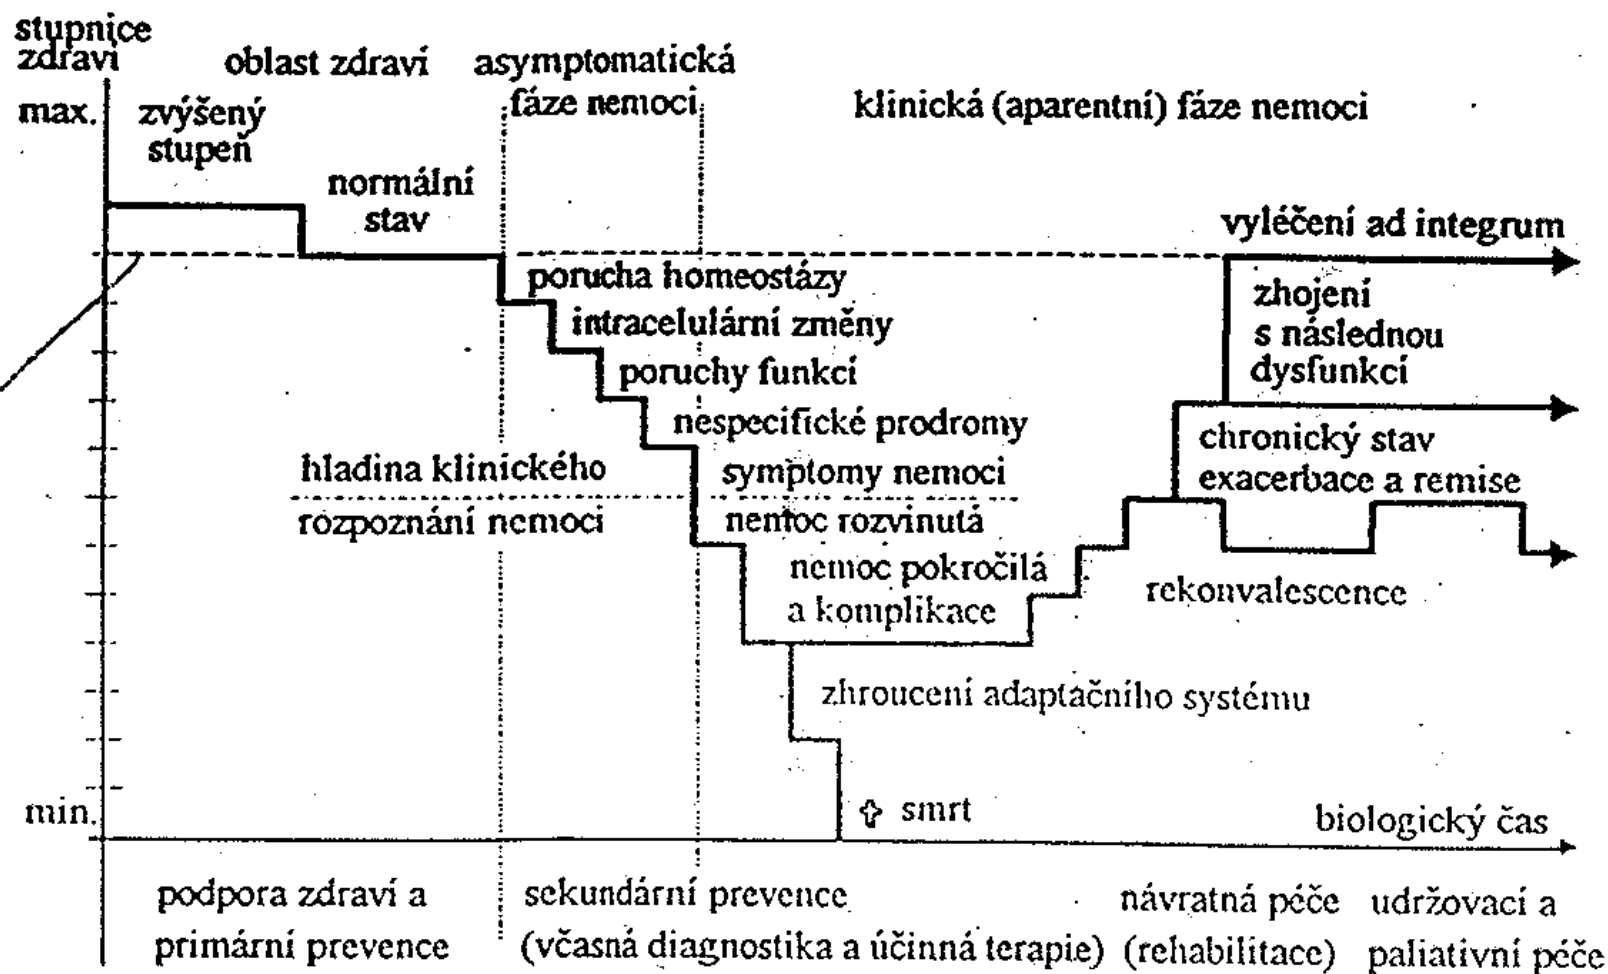 stupnice
zdraví
oblast zdraví
asymptomatická
fáze nemoci
klinická (aparentní) fáze nemoci
max.
zvýšený
stupeň
normální
stav
vyléčení ad integrum
porucha homeostázy
zhojení
s následnou
dysfunkcí
intracelulární změny
poruchy funkcí
nespecifické prodromy
chronický stav
exacerbace a remise
hladina klinického
rozpoznání nemoci
symptomy nemoci
nemoc rozvinutá
nemoc pokročilá
a komplikace
rekonvalescence
zhroucení adaptačního systému
min.
smrt
biologický čas
podpora zdraví a
primární prevence
sekundární prevence
(včasná diagnostika a účinná terapie)
návratná péče
(rehabilitace)
udržovací a
paliativní péče